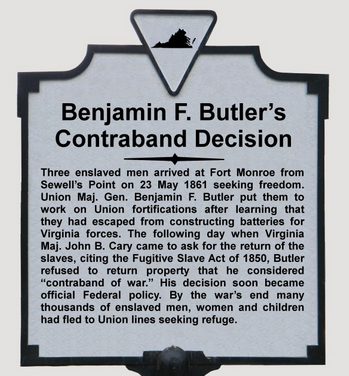 Benjamin F. Butler's
Contraband Decision
Three enslaved men arrived at Fort Monroe from
Sewell's Point on 23 May 1861 seeking freedom.
Union Maj. Gen. Benjamin F. Butler put them to
work on Union fortifications after learning that
they had escaped from constructing batteries for
Virginia forces. The following day when Virginia
Maj. John B. Cary came to ask for the return of the
slaves, citing the Fugitive Slave Act of 1850, Butler
refused to return property that he considered
"contraband of war." His decision soon became
official Federal policy. By the war's end many
thousands of enslaved men, women and children
had fled to Union lines seeking refuge.